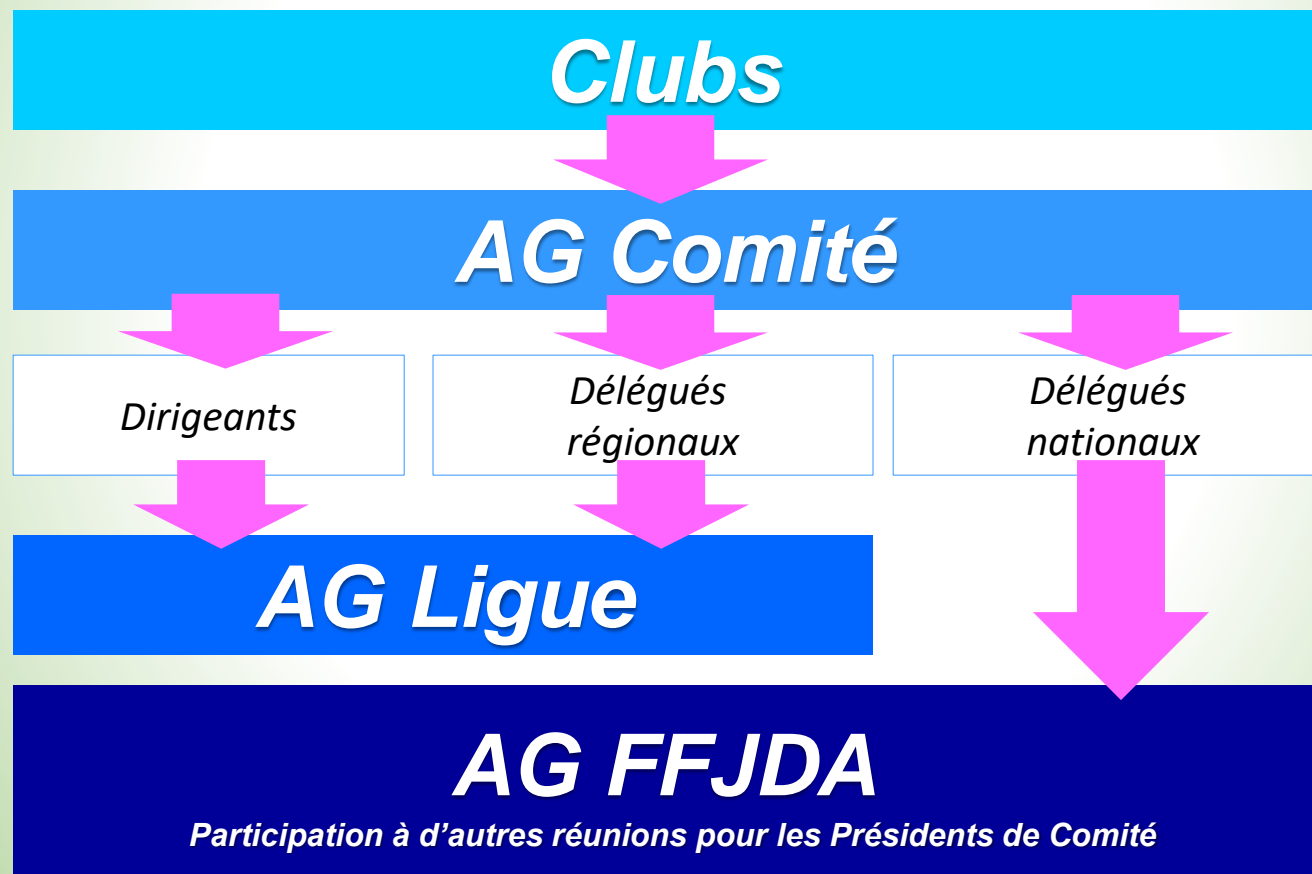 Clubs
AG Comité
Dirigeants
Délégués
régionaux
Délégués
nationaux
AG Ligue
AG FFJDA
Participation à d’autres réunions pour les Présidents de Comité